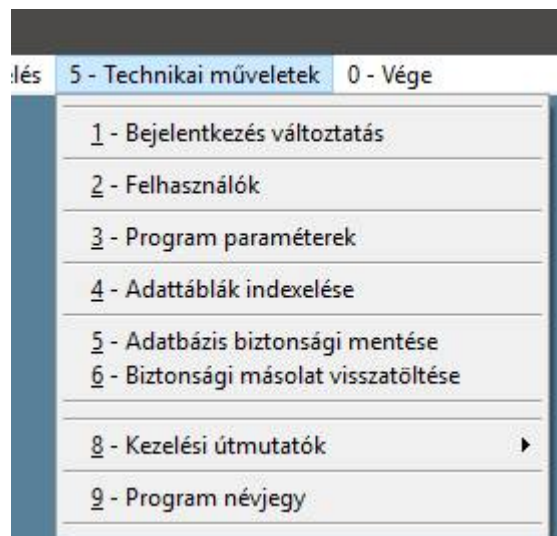 lés 5 - Technikai műveletek 0 - Vége
1 - Bejelentkezés változtatás
2 - Felhasználók
3 - Program paraméterek
4 - Adattáblák indexelése
5 - Adatbázis biztonsági mentése
6 - Biztonsági másolat visszatöltése
8 - Kezelési útmutatók
9 - Program névjegy